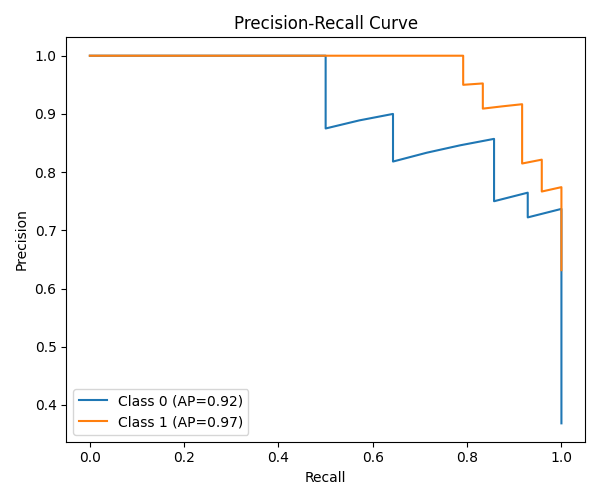 Precision-Recall Curve
1.0
0.9
0.8
0.7
0.6
0.5
0.4
Precision
Class 0 (AP=0.92)
Class 1 (AP=0.97)
0.0 0.2 0.4 0.6 0.8 1.0
Recall